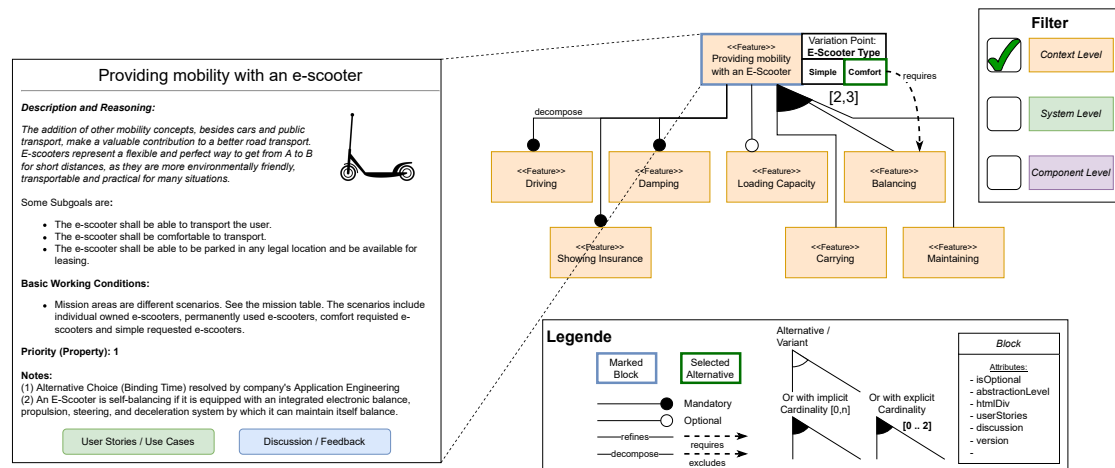 Providing mobility with an e-scooter
Description and Reasoning:
The addition of other mobility concepts, besides cars and public
transport, make a valuable contribution to a better road transport.
E-scooters represent a flexible and perfect way to get from A to B
for short distances, as they are more environmentally friendly,
transportable and practical for many situations.
Some Subgoals are:
• The e-scooter shall be able to transport the user.
• The e-scooter shall be comfortable to transport.
• The e-scooter shall be able to be parked in any legal location and be available for
leasing.
Basic Working Conditions:
• Mission areas are different scenarios. See the mission table. The scenarios include
individual owned e-scooters, permanently used e-scooters, comfort requisted e-
scooters and simple requested e-scooters.
Priority (Property): 1
Notes:
(1) Alternative Choice (Binding Time) resolved by company's Application Engineering
(2) An E-Scooter is self-balancing if it is equipped with an integrated electronic balance,
propulsion, steering, and deceleration system by which it can maintain itself balance.
User Stories / Use Cases
Discussion / Feedback
<<Feature>>
Providing mobility
with an E-Scooter
Variation Point:
E-Scooter Type
Simple
Comfort
requires
[2,3]
decompose
<<Feature>>
Driving
<<Feature>>
Damping
<<Feature>>
Loading Capacity
<<Feature>>
Balancing
<<Feature>>
Showing Insurance
<<Feature>>
Carrying
<<Feature>>
Maintaining
Filter
Context Level
System Level
Component Level
Legende
Marked
Block
Selected
Alternative
Mandatory
Optional
refines
requires
decompose
excludes
Alternative /
Variant
Or with implicit
Cardinality [0,n]
Or with explicit
Cardinality
[0 .. 2]
Block
Attributes:
- isOptional
- abstractionLevel
- htmlDiv
- userStories
- discussion
- version
-